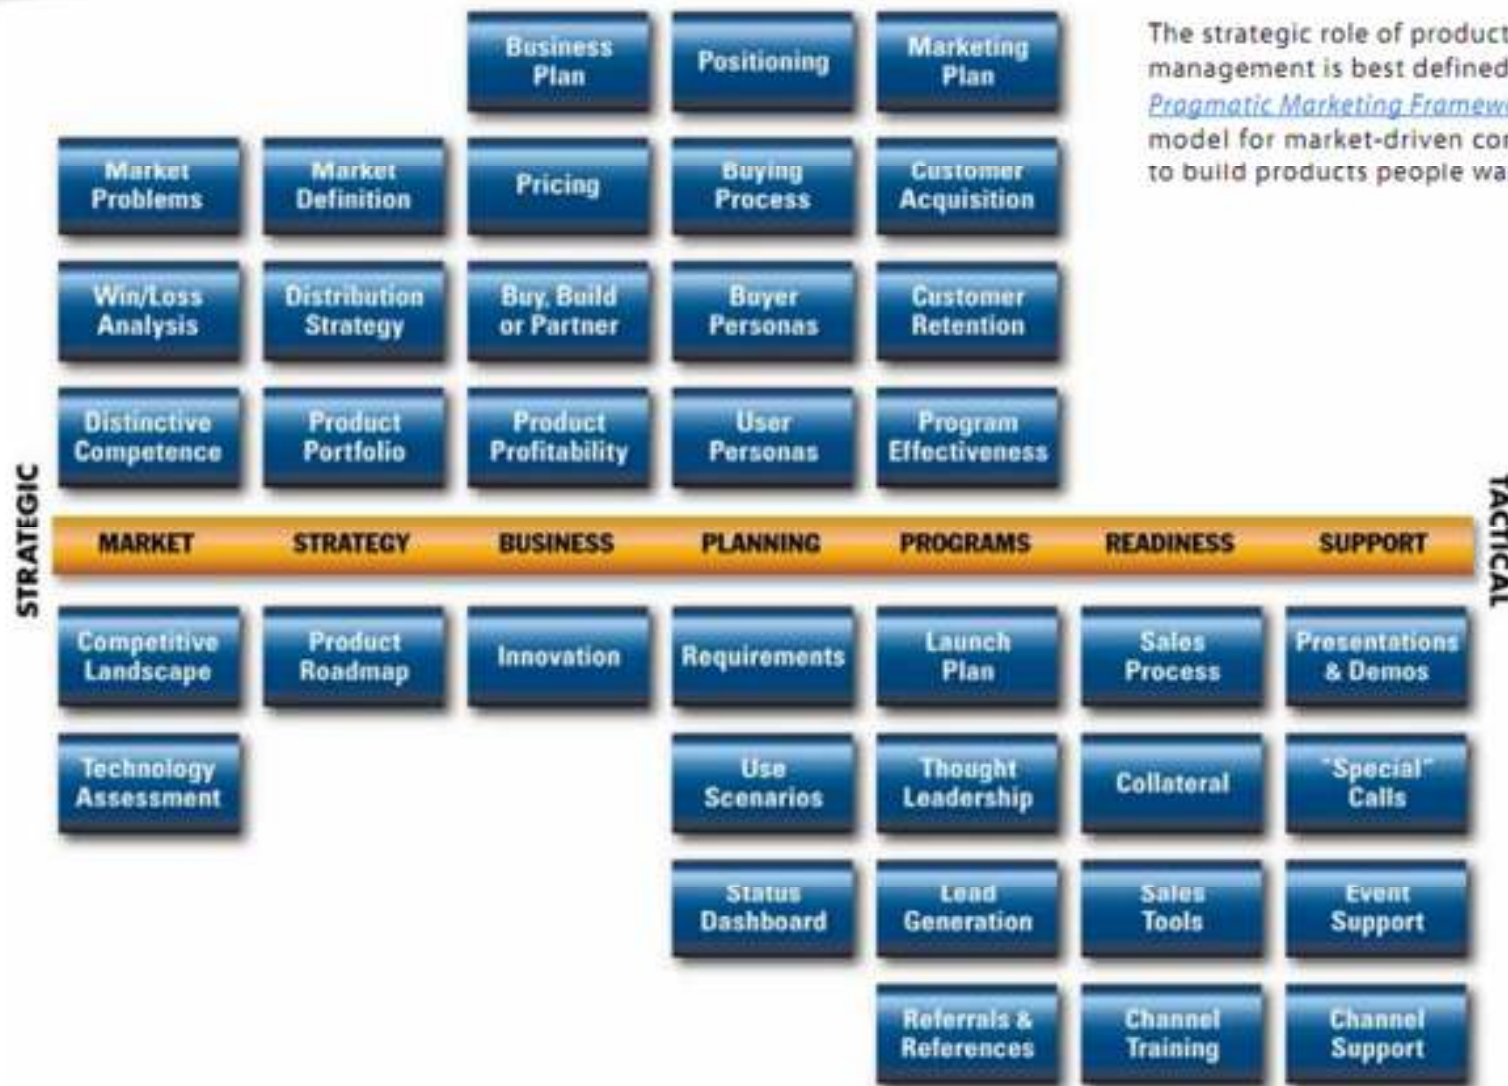 Business
Plan
Positioning
Marketing
Plan
The strategic role of product
management is best defined
Pragmatic Marketing Framew
model for market-driven cor
to build products people wa
Market
Problems
Market
Definition
Pricing
Buying
Process
Customer
Acquisition
Win/Loss
Analysis
Distribution
Strategy
Buy, Build
or Partner
Buyer
Personas
Customer
Retention
Distinctive
Competence
Product
Portfolio
Product
Profitability
User
Personas
Program
Effectiveness
STRATEGIC
MARKET
STRATEGY
BUSINESS
PLANNING
PROGRAMS
READINESS
SUPPORT
TACTICAL
Competitive
Landscape
Product
Roadmap
Innovation
Requirements
Launch
Plan
Sales
Process
Presentations
& Demos
Technology
Assessment
Use
Scenarios
Thought
Leadership
Collateral
"Special"
Calls
Status
Dashboard
Lead
Generation
Sales
Tools
Event
Support
Referrals &
References
Channel
Training
Channel
Support